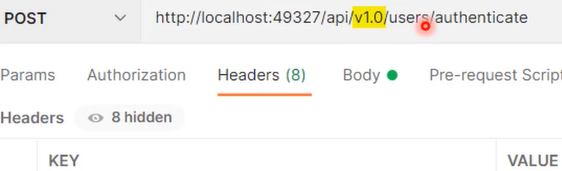 POST http://localhost:49327/api/v1.0/users/authenticate
Params Authorization Headers (8) Body Pre-request Script
Headers 8 hidden
KEY VALUE